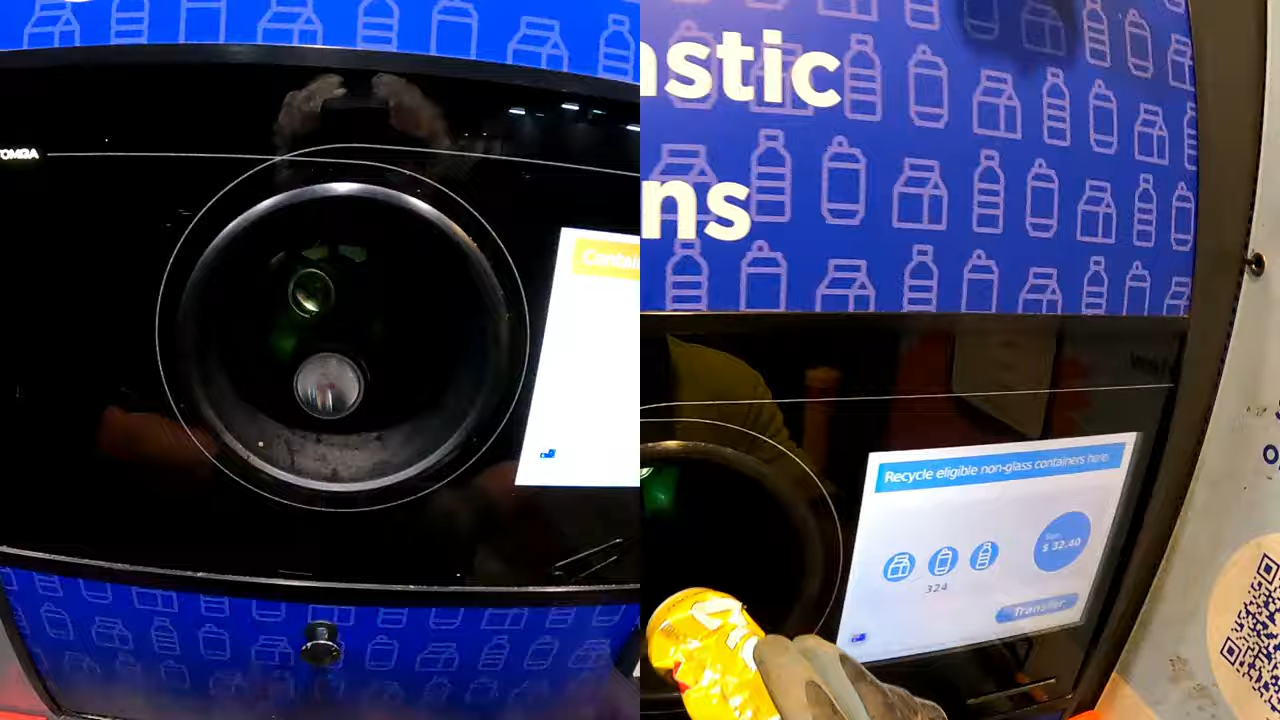 TOMRA
astic
ns
Recycle eligible non-glass containers here.
$ 32.40
324
Transfer